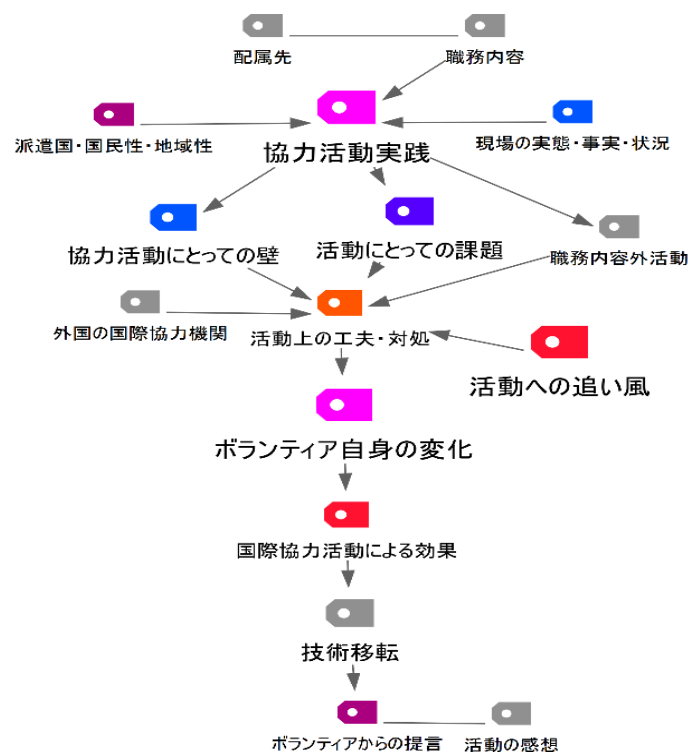 配属先
職務内容
派遣国・国民性・地域性
協力活動実践
現場の実態・事実・状況
協力活動にとっての壁
活動にとっての課題
職務内容外活動
外国の国際協力機関
活動上の工夫・対処
活動への追い風
ボランティア自身の変化
国際協力活動による効果
技術移転
ボランティアからの提言
活動の感想